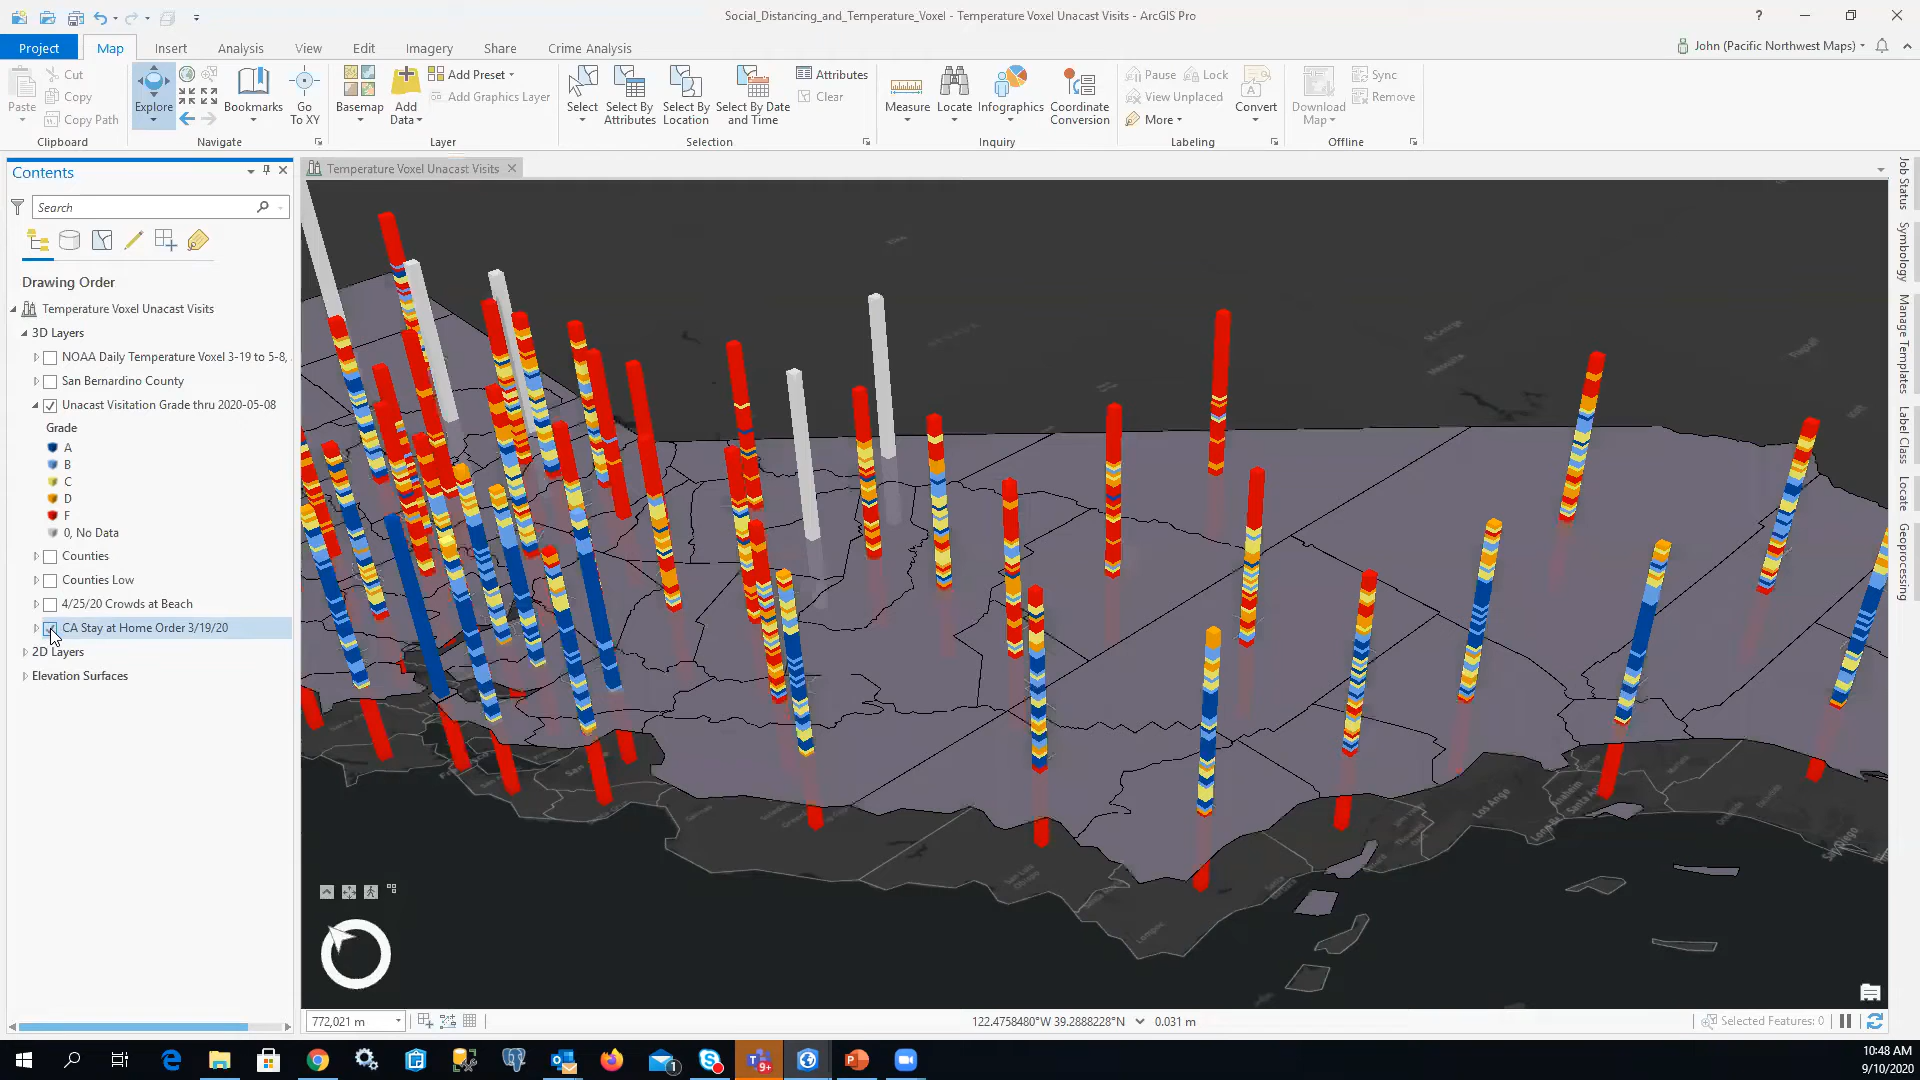 Social_Distancing_and_Temperature_Voxel - Temperature Voxel Unacast Visits - ArcGIS Pro
?
Project
Map
Insert
Analysis
View
Edit
Imagery
Share
Crime Analysis
John (Pacific Northwest Maps)
Paste
Cut
Copy
Copy Path
Clipboard
Explore
Bookmarks
Go To XY
Navigate
Basemap
Add Data
Add Preset
Add Graphics Layer
Layer
Select
Select By Attributes
Select By Location
Select By Date and Time
Attributes
Clear
Selection
Measure
Locate
Infographics
Coordinate Conversion
Inquiry
Pause
Lock
View Unplaced
More
Convert
Labeling
Download Map
Sync
Remove
Offline
Contents
Search
Drawing Order
Temperature Voxel Unacast Visits
3D Layers
NOAA Daily Temperature Voxel 3-19 to 5-8,
San Bernardino County
Unacast Visitation Grade thru 2020-05-08
Grade
A
B
C
D
F
0, No Data
Counties
Counties Low
4/25/20 Crowds at Beach
CA Stay at Home Order 3/19/20
2D Layers
Elevation Surfaces
Temperature Voxel Unacast Visits
Los Ange
San Diego
Lompoc
772,021 m
122.4758480°W 39.2888228°N
0.031 m
Selected Features: 0
Job Status
Symbology
Manage Templates
Label Class
Locate
Geoprocessing
1
9+
10:48 AM
9/10/2020